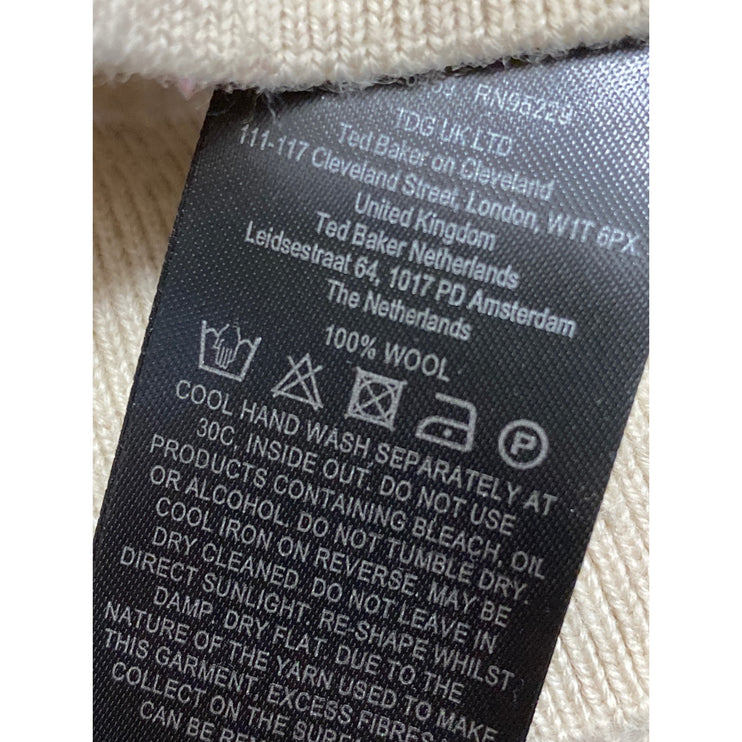 RN95229
TDG UK LTD
Ted Baker on Cleveland
111-117 Cleveland Street, London, W1T 6PX.
United Kingdom
Ted Baker Netherlands
Leidsestraat 64, 1017 PD Amsterdam
The Netherlands
100% WOOL
P
COOL HAND WASH SEPARATELY AT
30C, INSIDE OUT. DO NOT USE
PRODUCTS CONTAINING BLEACH, OIL
OR ALCOHOL. DO NOT TUMBLE DRY.
COOL IRON ON REVERSE, MAY BE
DRY CLEANED. DO NOT LEAVE IN
DIRECT SUNLIGHT. RE-SHAPE WHILST
DAMP, DRY FLAT. DUE TO THE
NATURE OF THE YARN USED TO MAKE
THIS GARMENT, EXCESS FIBRES
COLLECT ON THE
CAN BE